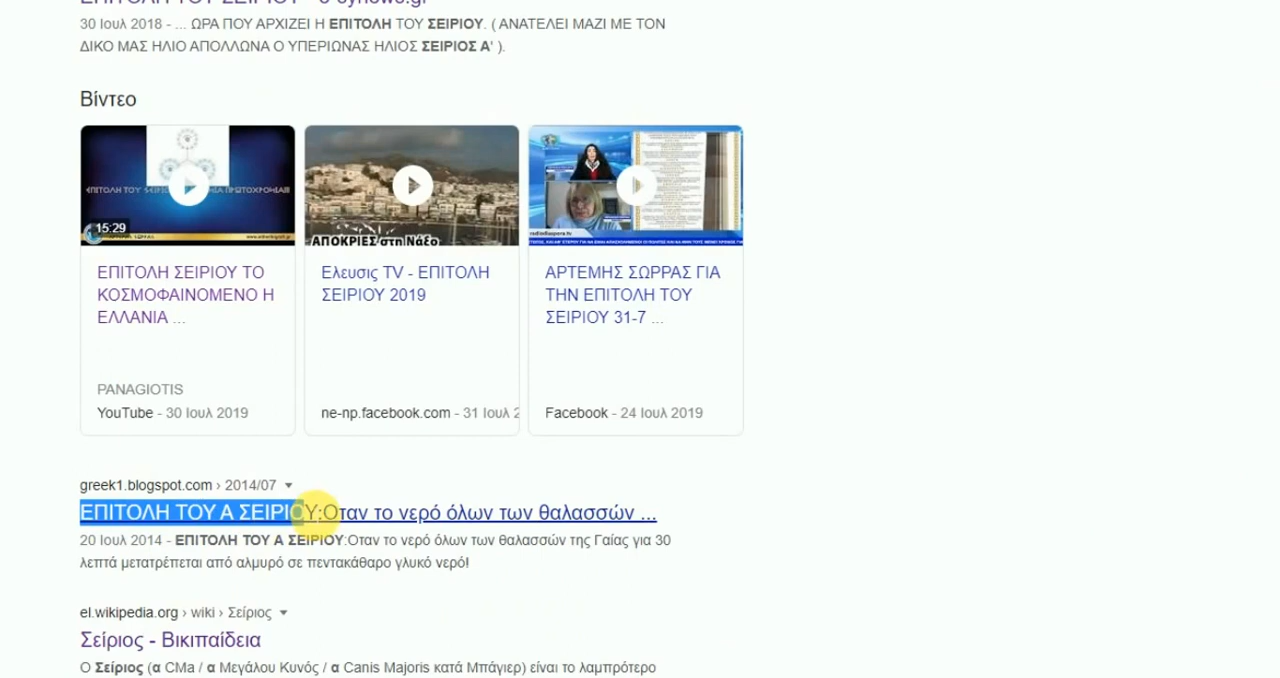 ΕΠΙΤΟΛΗ ΤΟΥ ΣΕΙΡΙΟΥ
30 Ιουλ 2018 - ... ΩΡΑ ΠΟΥ ΑΡΧΙΖΕΙ Η ΕΠΙΤΟΛΗ ΤΟΥ ΣΕΙΡΙΟΥ. ( ΑΝΑΤΕΛΕΙ ΜΑΖΙ ΜΕ ΤΟΝ
ΔΙΚΟ ΜΑΣ ΗΛΙΟ ΑΠΟΛΛΩΝΑ Ο ΥΠΕΡΙΩΝΑΣ ΗΛΙΟΣ ΣΕΙΡΙΟΣ Α' ).
Βίντεο
15:29
ΑΠΟΚΡΙΕΣ στη Νάξο
ΕΠΙΤΟΛΗ ΣΕΙΡΙΟΥ ΤΟ
ΚΟΣΜΟΦΑΙΝΟΜΕΝΟ Η
ΕΛΛΑΝΙΑ ...
PANAGIOTIS
YouTube - 30 Ιουλ 2019
Ελευσις TV - ΕΠΙΤΟΛΗ
ΣΕΙΡΙΟΥ 2019
ne-np.facebook.com - 31 Ιουλ 2
ΑΡΤΕΜΗΣ ΣΩΡΡΑΣ ΓΙΑ
ΤΗΝ ΕΠΙΤΟΛΗ ΤΟΥ
ΣΕΙΡΙΟΥ 31-7 ...
Facebook - 24 Ιουλ 2019
greek1.blogspot.com › 2014/07
ΕΠΙΤΟΛΗ ΤΟΥ Α ΣΕΙΡΙΟΥ:Οταν το νερό όλων των θαλασσών ...
20 Ιουλ 2014 - ΕΠΙΤΟΛΗ ΤΟΥ Α ΣΕΙΡΙΟΥ:Οταν το νερό όλων των θαλασσών της Γαίας για 30
λεπτά μετατρέπεται από αλμυρό σε πεντακάθαρο γλυκό νερό!
el.wikipedia.org › wiki › Σείριος
Σείριος - Βικιπαίδεια
Ο Σείριος (α CMa / α Μεγάλου Κυνός / α Canis Majoris κατά Μπάγιερ) είναι το λαμπρότερο